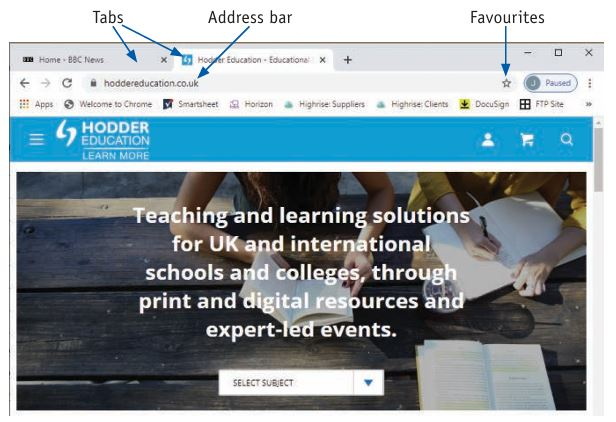 Tabs Address bar Favourites
BBC Home - BBC News Hodder Education - Educational
hoddereducation.co.uk J Paused
Apps Welcome to Chrome Smartsheet Horizon Highrise: Suppliers Highrise: Clients DocuSign FTP Site »
HODDER
EDUCATION
LEARN MORE
Teaching and learning solutions
for UK and international
schools and colleges, through
print and digital resources and
expert-led events.
SELECT SUBJECT